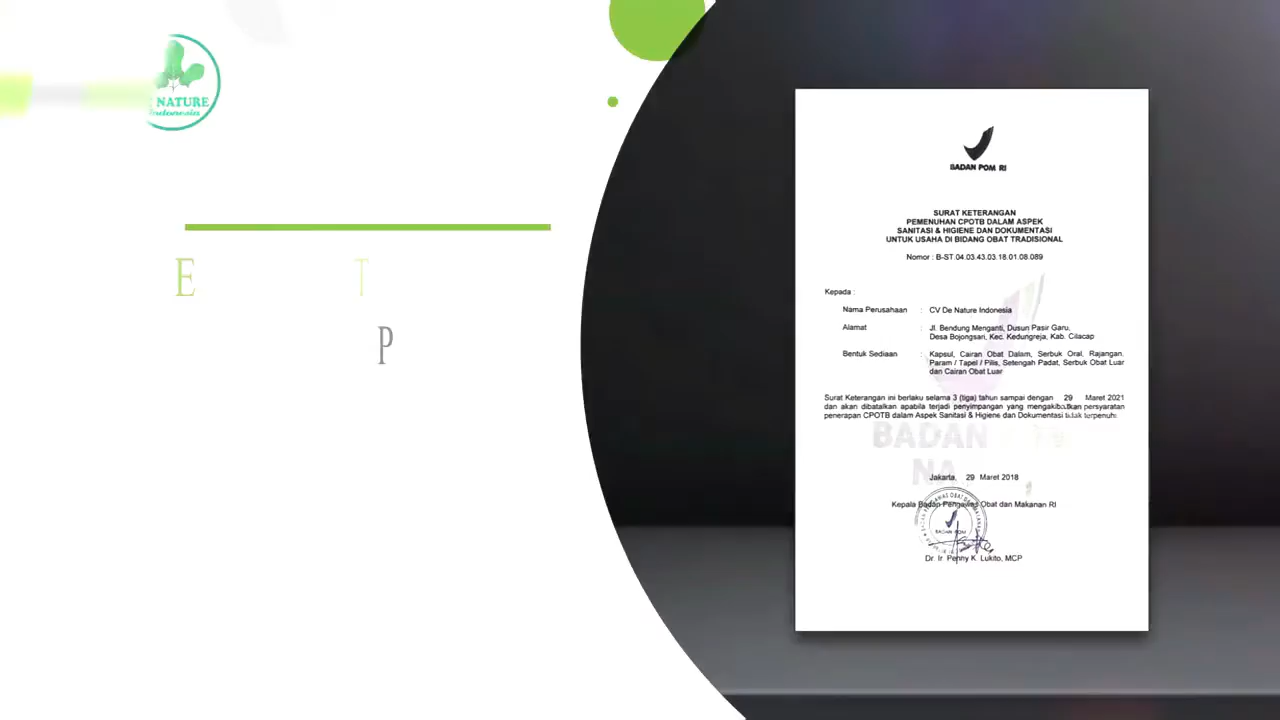 NATURE
Indonesia
E T
P
BADAN POM RI
SURAT KETERANGAN
PEMENUHAN CPOTB DALAM ASPEK
SANITASI & HIGIENE DAN DOKUMENTASI
UNTUK USAHA DI BIDANG OBAT TRADISIONAL
Nomor : B-ST.04.03.43.03.18.01.08.089
Kepada :
Nama Perusahaan : CV De Nature Indonesia
Alamat : Jl. Bendung Menganti, Dusun Pasir Garu,
Desa Bojongsari, Kec. Kedungreja, Kab. Cilacap
Bentuk Sediaan : Kapsul, Cairan Obat Dalam, Serbuk Oral, Rajangan,
Param / Tapel / Pilis, Setengah Padat, Serbuk Obat Luar
dan Cairan Obat Luar
Surat Keterangan ini berlaku selama 3 (tiga) tahun sampai dengan 29 Maret 2021
dan akan dibatalkan apabila terjadi penyimpangan yang mengakibatkan persyaratan
penerapan CPOTB dalam Aspek Sanitasi & Higiene dan Dokumentasi tidak terpenuhi
BADAN
NA
Jakarta, 29 Maret 2018
Kepala Badan Pengawas Obat dan Makanan RI
BADAN POM
Dr. Ir. Penny K. Lukito, MCP